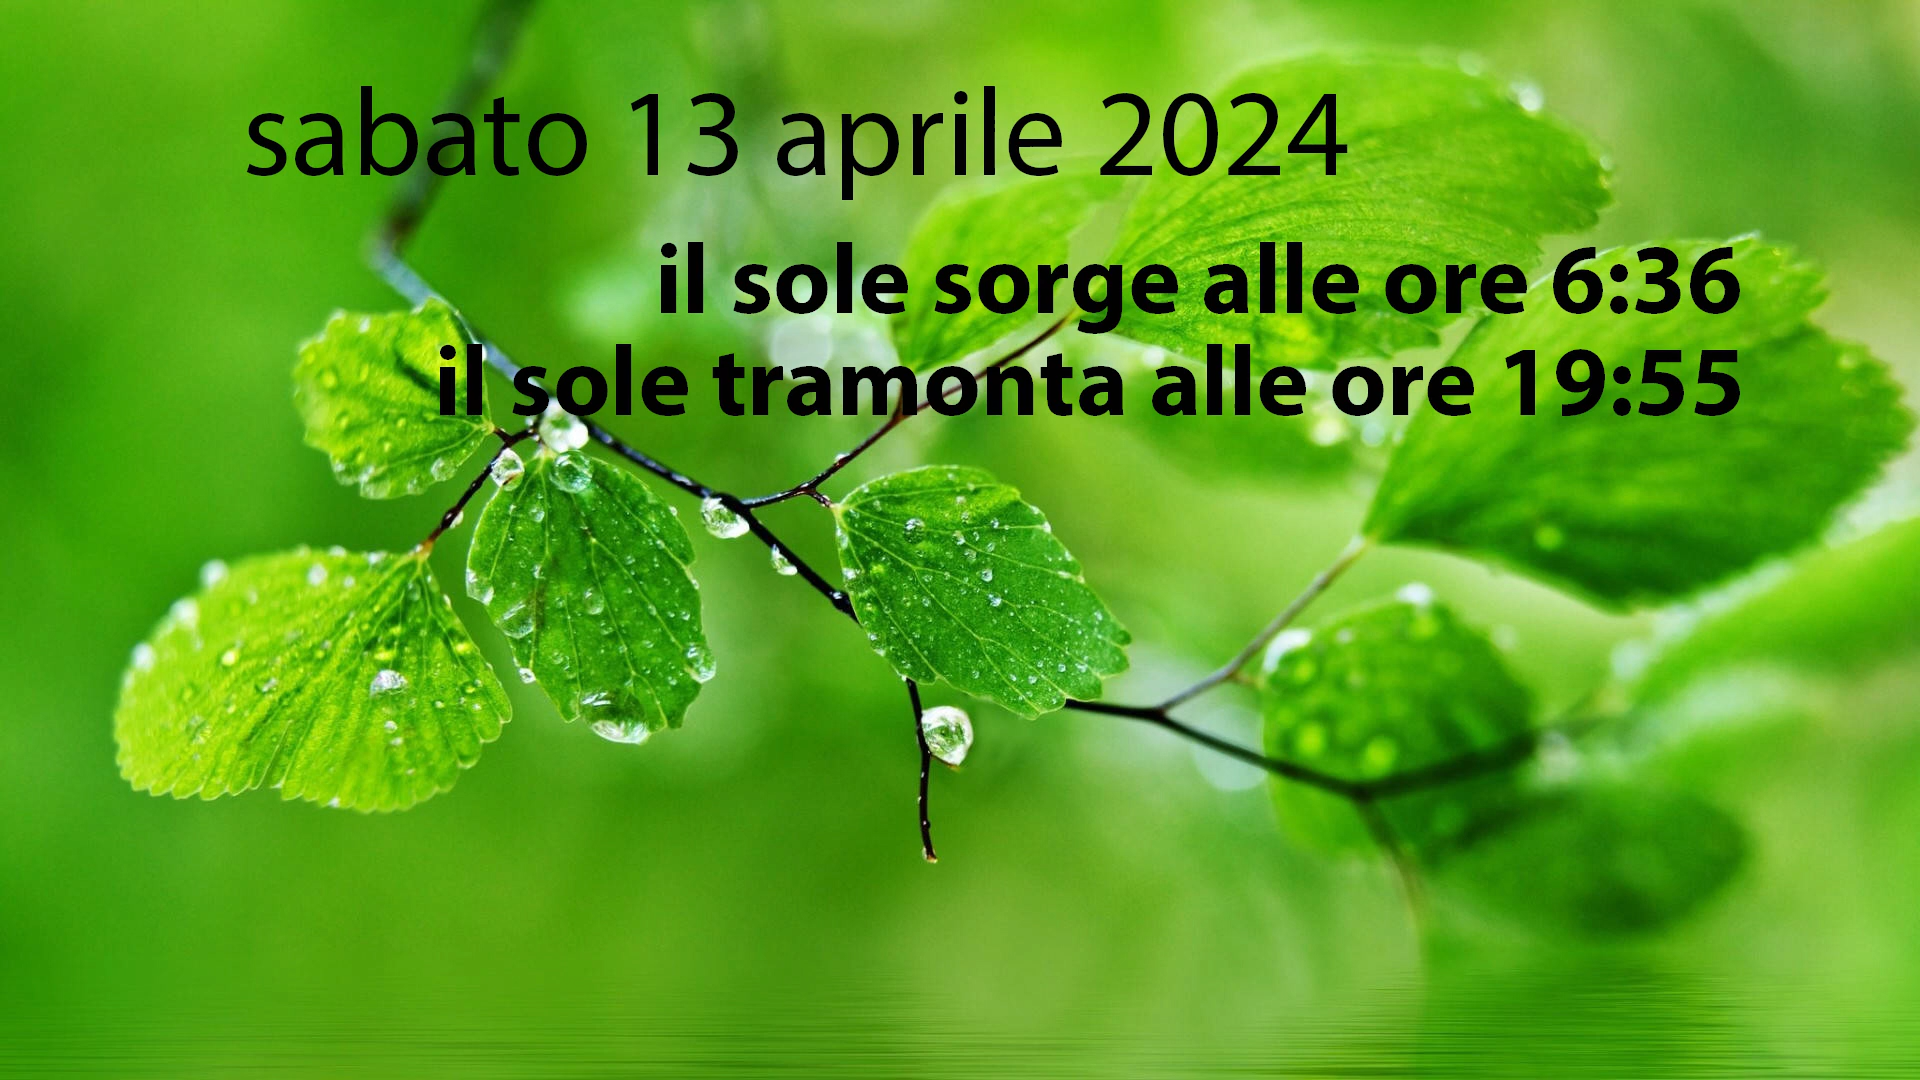 sabato 13 aprile 2024
il sole sorge alle ore 6:36
il sole tramonta alle ore 19:55